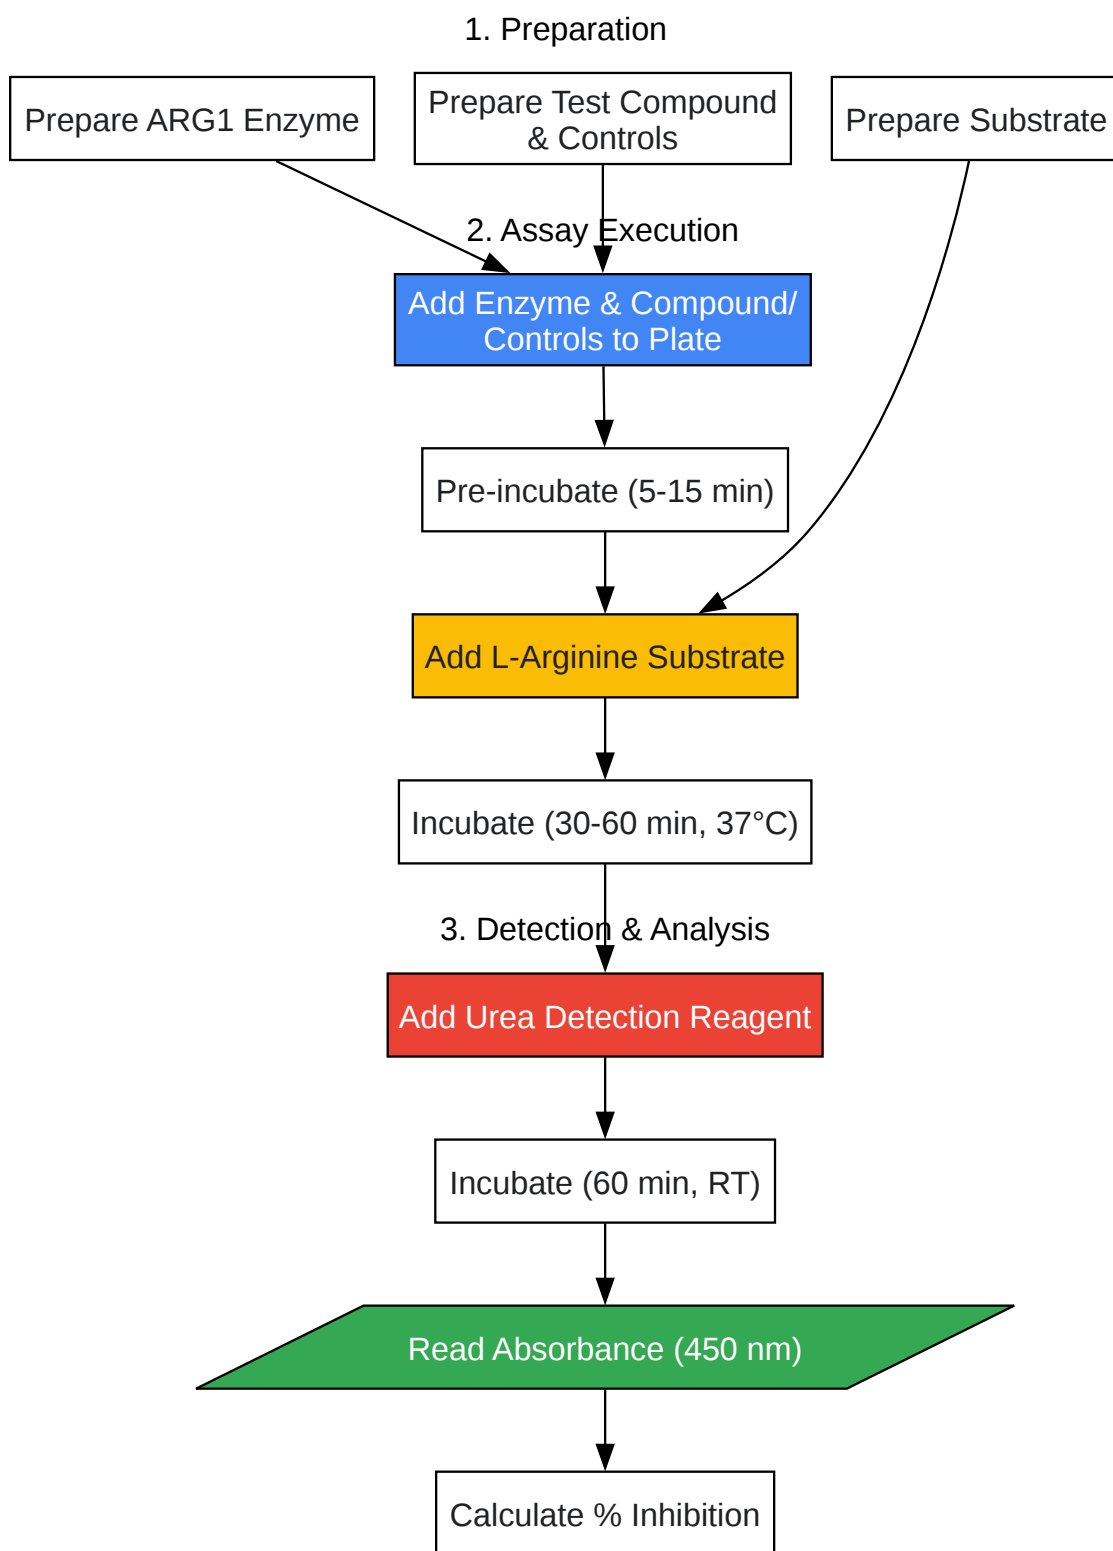 1. Preparation
Prepare ARG1 Enzyme
Prepare Test Compound
& Controls
Prepare Substrate
2. Assay Execution
Add Enzyme & Compound/
Controls to Plate
Pre-incubate (5-15 min)
Add L-Arginine Substrate
Incubate (30-60 min, 37°C)
3. Detection & Analysis
Add Urea Detection Reagent
Incubate (60 min, RT)
Read Absorbance (450 nm)
Calculate % Inhibition